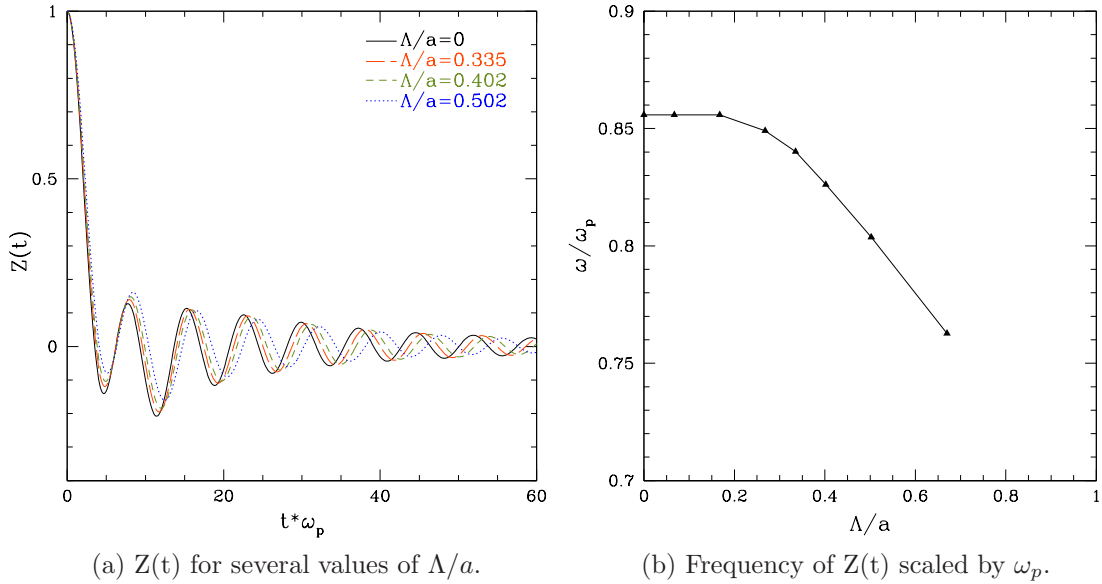 1
0.5
0
Z(t)
Λ/a=0
Λ/a=0.335
Λ/a=0.402
Λ/a=0.502
0 20 40 60
t*ω_p
(a) Z(t) for several values of Λ/a.
0.9
0.85
0.8
0.75
0.7
ω/ω_p
0 0.2 0.4 0.6 0.8 1
Λ/a
(b) Frequency of Z(t) scaled by ω_p.